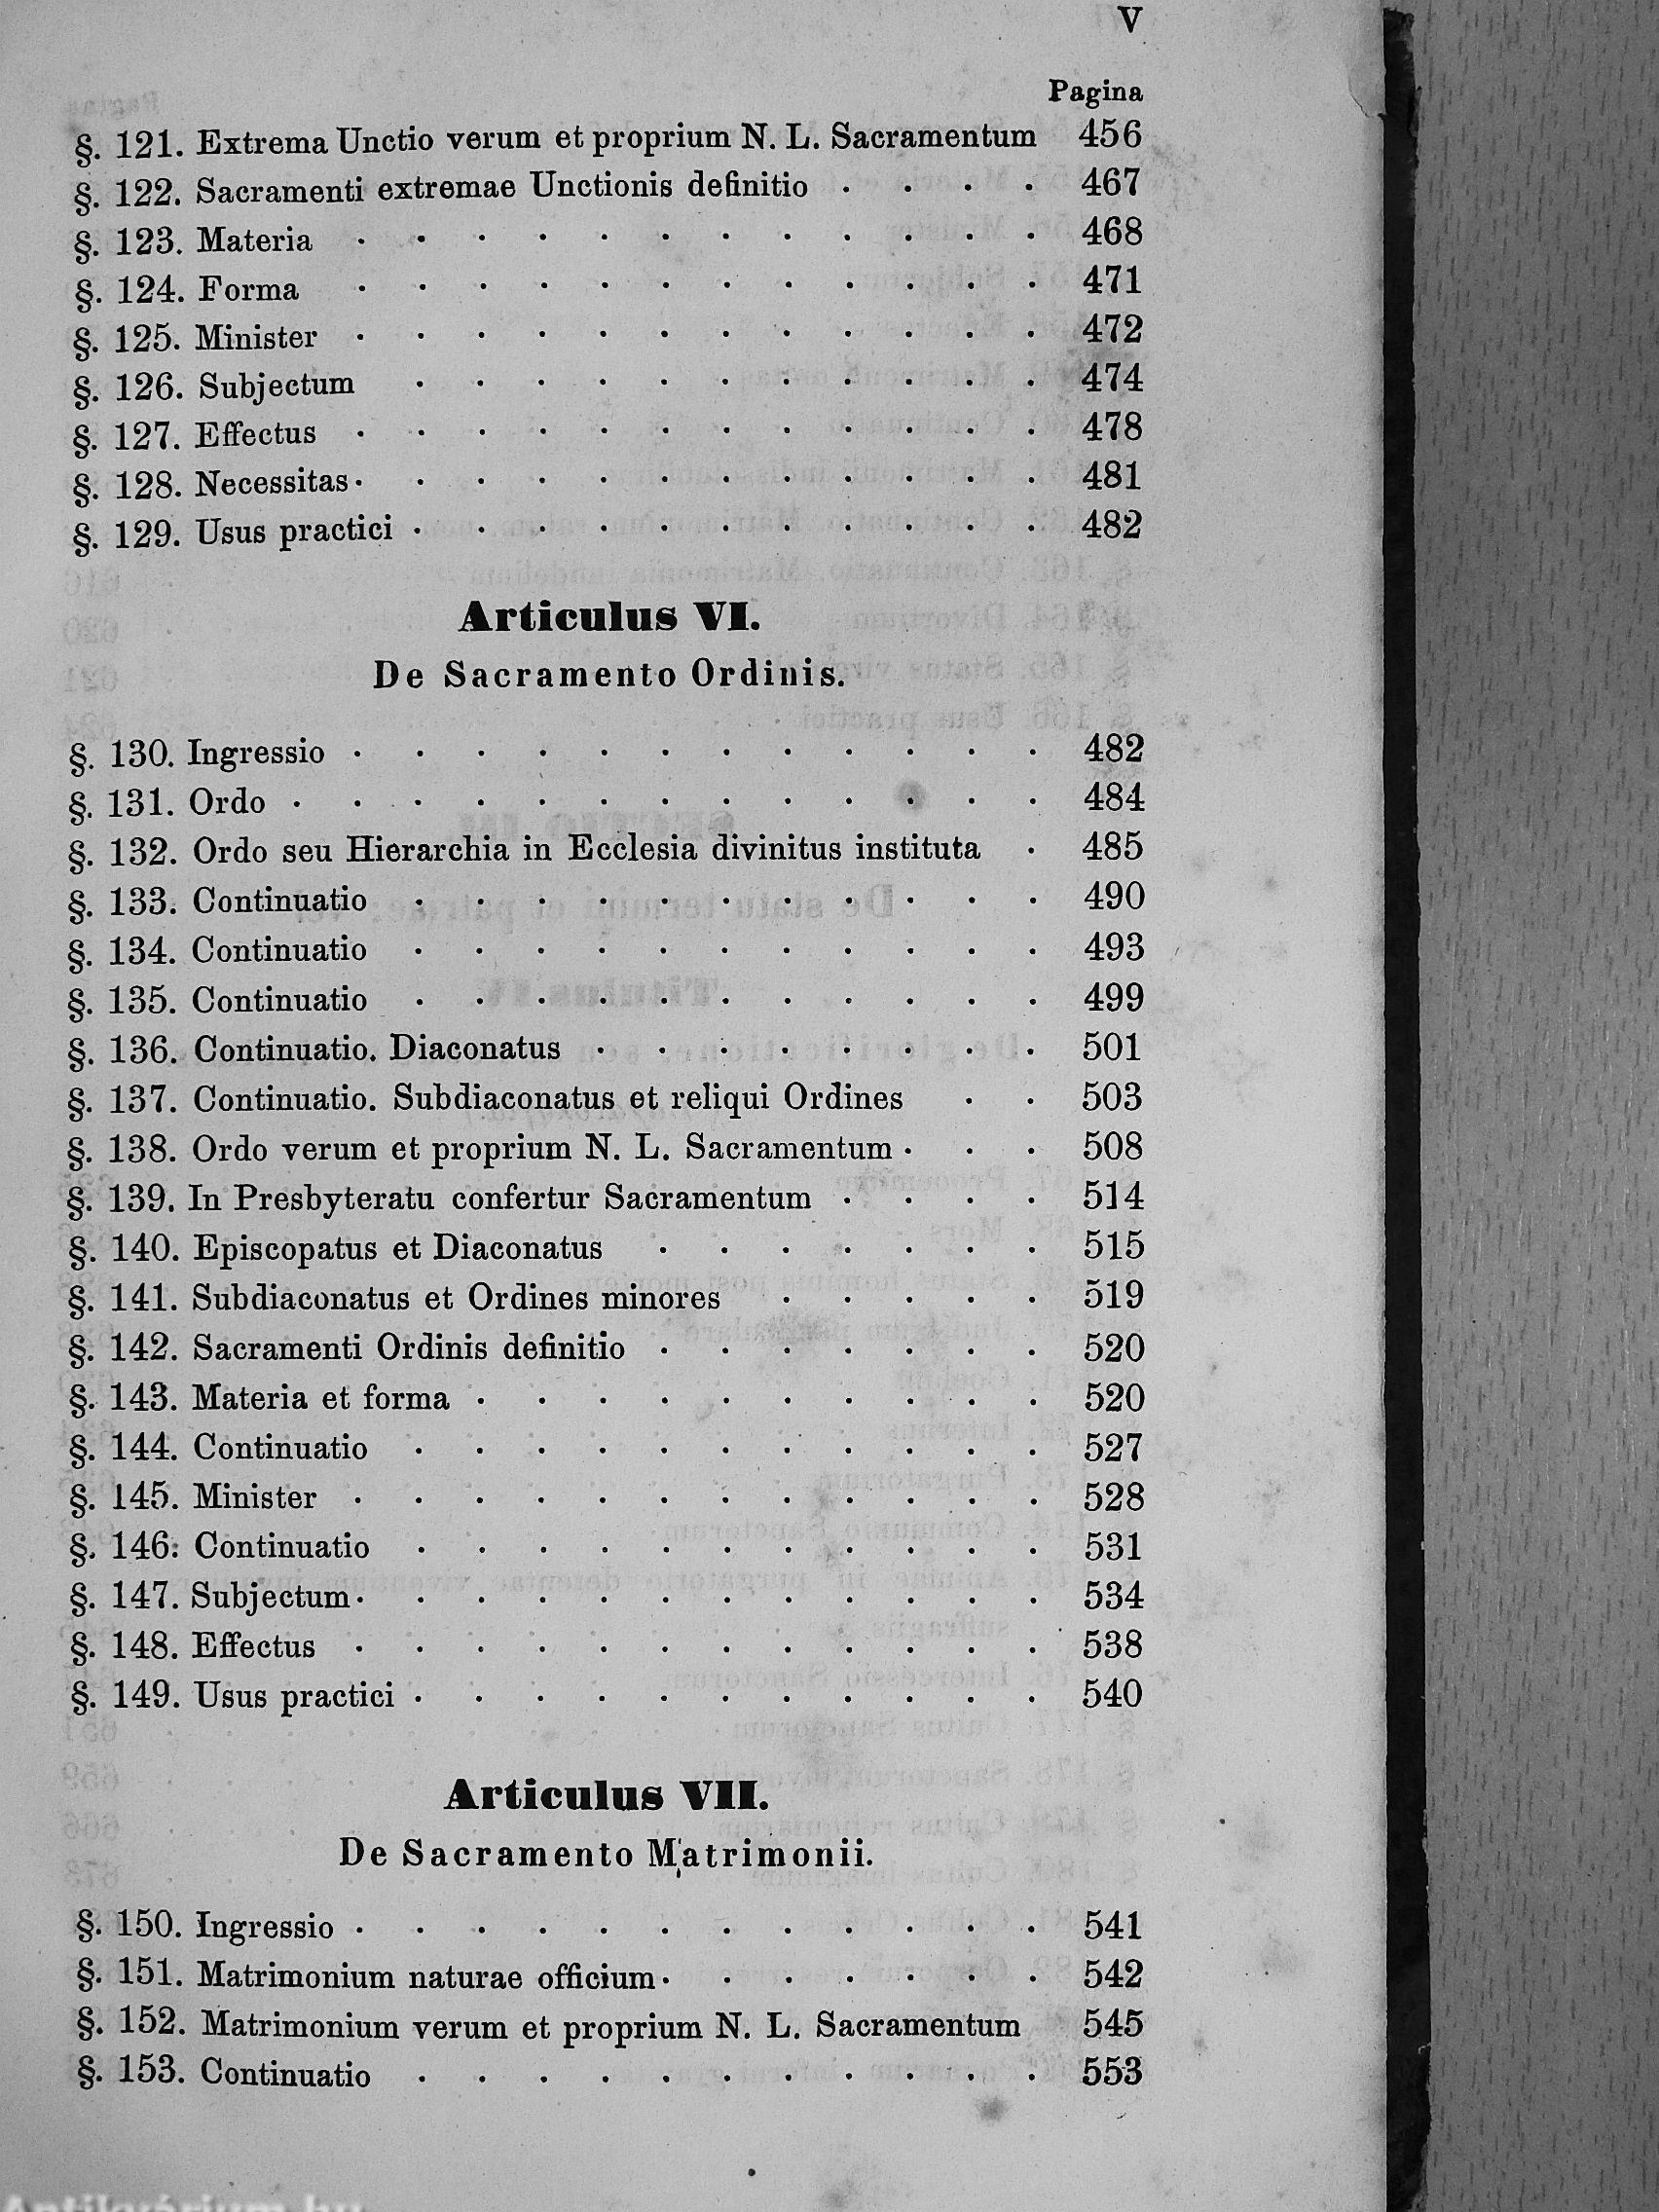 V
Pagina
§. 121. Extrema Unctio verum et proprium N. L. Sacramentum 456
§. 122. Sacramenti extremae Unctionis definitio . . . . 467
§. 123. Materia . . . . . . . . . . . . 468
§. 124. Forma . . . . . . . . . . . . 471
§. 125. Minister . . . . . . . . . . . . 472
§. 126. Subjectum . . . . . . . . . . . 474
§. 127. Effectus . . . . . . . . . . . . 478
§. 128. Necessitas . . . . . . . . . . . . 481
§. 129. Usus practici . . . . . . . . . . . 482
Articulus VI.
De Sacramento Ordinis.
§. 130. Ingressio . . . . . . . . . . . . 482
§. 131. Ordo . . . . . . . . . . . . . 484
§. 132. Ordo seu Hierarchia in Ecclesia divinitus instituta . 485
§. 133. Continuatio . . . . . . . . . . . 490
§. 134. Continuatio . . . . . . . . . . . 493
§. 135. Continuatio . . . . . . . . . . . 499
§. 136. Continuatio. Diaconatus . . . . . . . . 501
§. 137. Continuatio. Subdiaconatus et reliqui Ordines . . 503
§. 138. Ordo verum et proprium N. L. Sacramentum . . . 508
§. 139. In Presbyteratu confertur Sacramentum . . . . 514
§. 140. Episcopatus et Diaconatus . . . . . . . 515
§. 141. Subdiaconatus et Ordines minores . . . . . 519
§. 142. Sacramenti Ordinis definitio . . . . . . . 520
§. 143. Materia et forma . . . . . . . . . . 520
§. 144. Continuatio . . . . . . . . . . . 527
§. 145. Minister . . . . . . . . . . . . 528
§. 146. Continuatio . . . . . . . . . . . 531
§. 147. Subjectum . . . . . . . . . . . . 534
§. 148. Effectus . . . . . . . . . . . . 538
§. 149. Usus practici . . . . . . . . . . . 540
Articulus VII.
De Sacramento Matrimonii.
§. 150. Ingressio . . . . . . . . . . . . 541
§. 151. Matrimonium naturae officium . . . . . . . 542
§. 152. Matrimonium verum et proprium N. L. Sacramentum 545
§. 153. Continuatio . . . . . . . . . . . 553